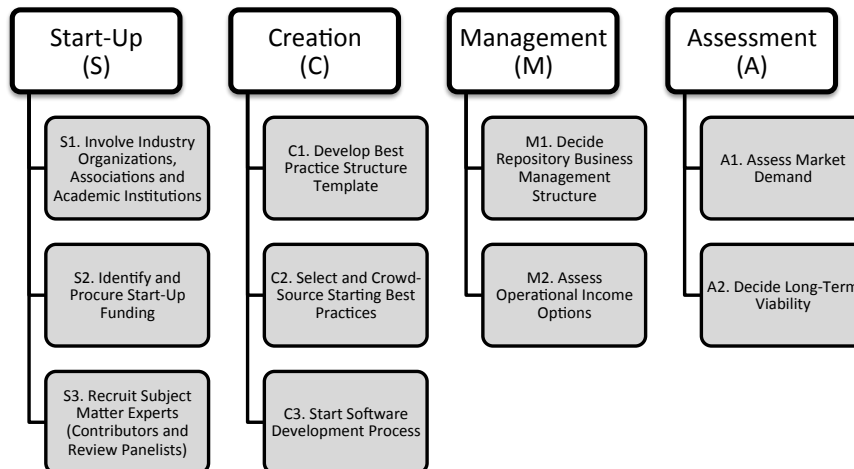 Start-Up
(S)
S1. Involve Industry
Organizations,
Associations and
Academic Institutions
S2. Identify and
Procure Start-Up
Funding
S3. Recruit Subject
Matter Experts
(Contributors and
Review Panelists)
Creation
(C)
C1. Develop Best
Practice Structure
Template
C2. Select and Crowd-
Source Starting Best
Practices
C3. Start Software
Development Process
Management
(M)
M1. Decide
Repository Business
Management
Structure
M2. Assess
Operational Income
Options
Assessment
(A)
A1. Assess Market
Demand
A2. Decide Long-Term
Viability